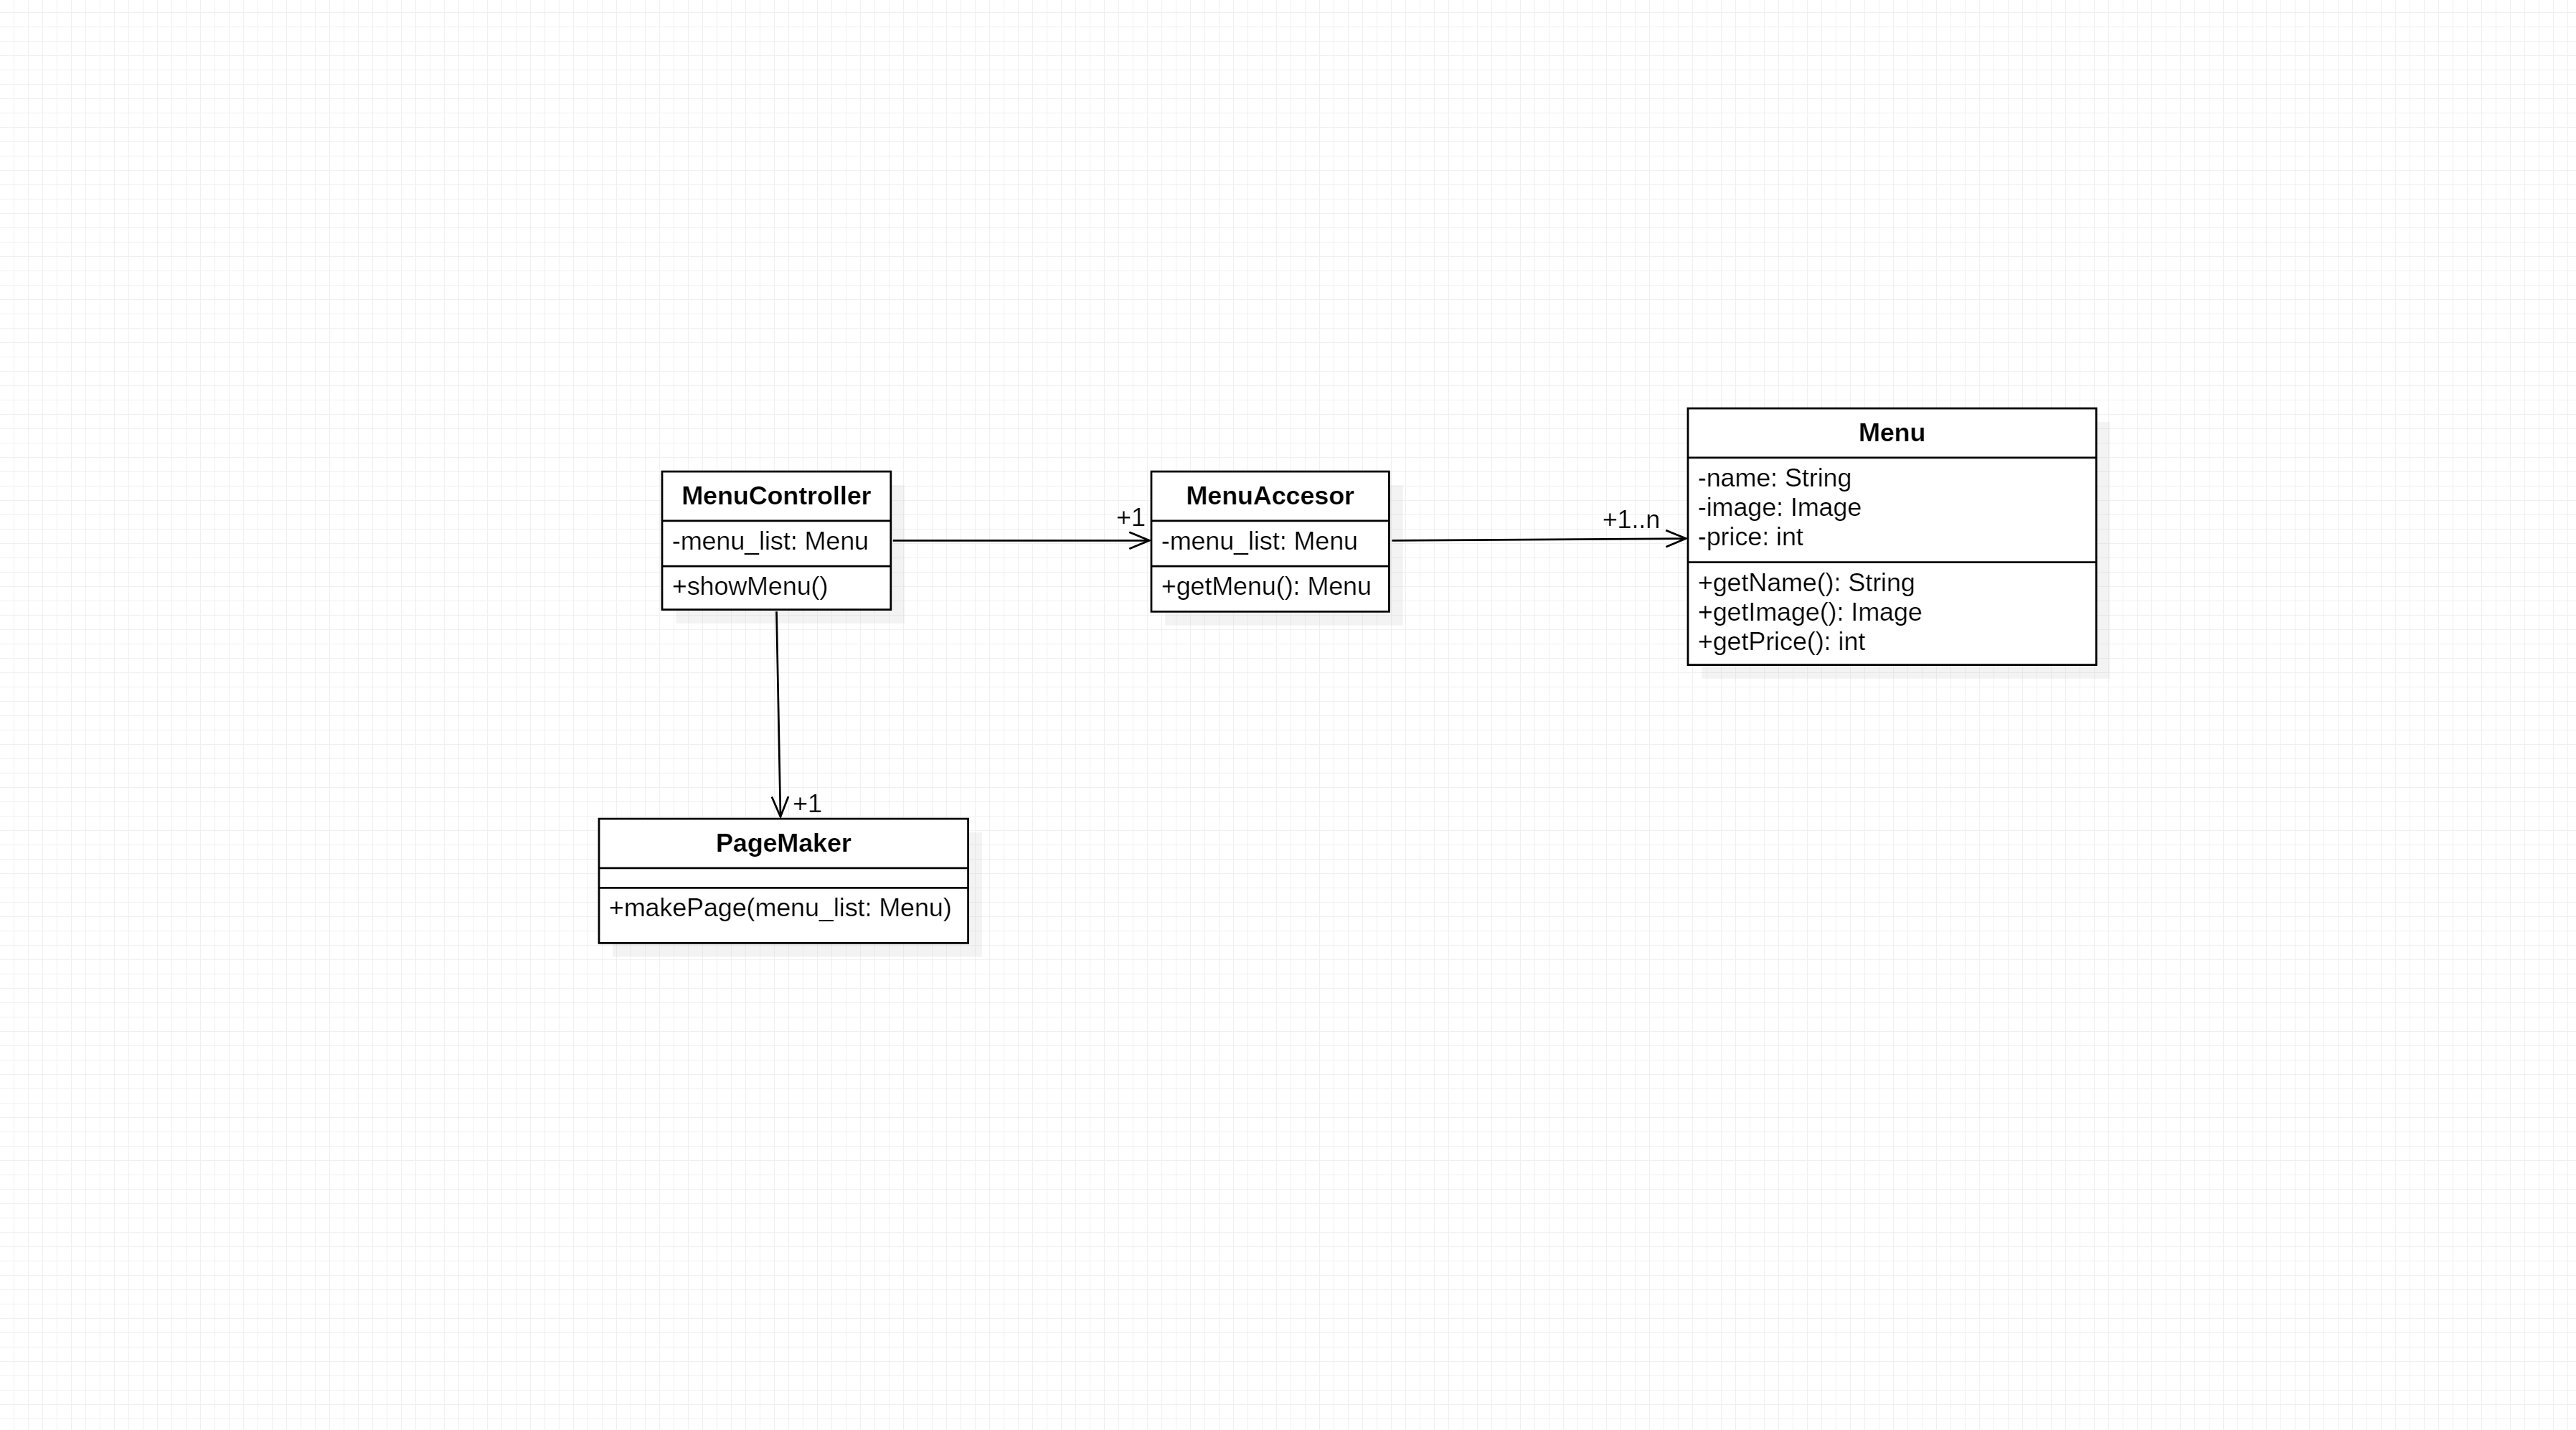 MenuController
-menu_list: Menu
+showMenu()
+1
MenuAccesor
-menu_list: Menu
+getMenu(): Menu
+1..n
Menu
-name: String
-image: Image
-price: int
+getName(): String
+getImage(): Image
+getPrice(): int
+1
PageMaker
+makePage(menu_list: Menu)